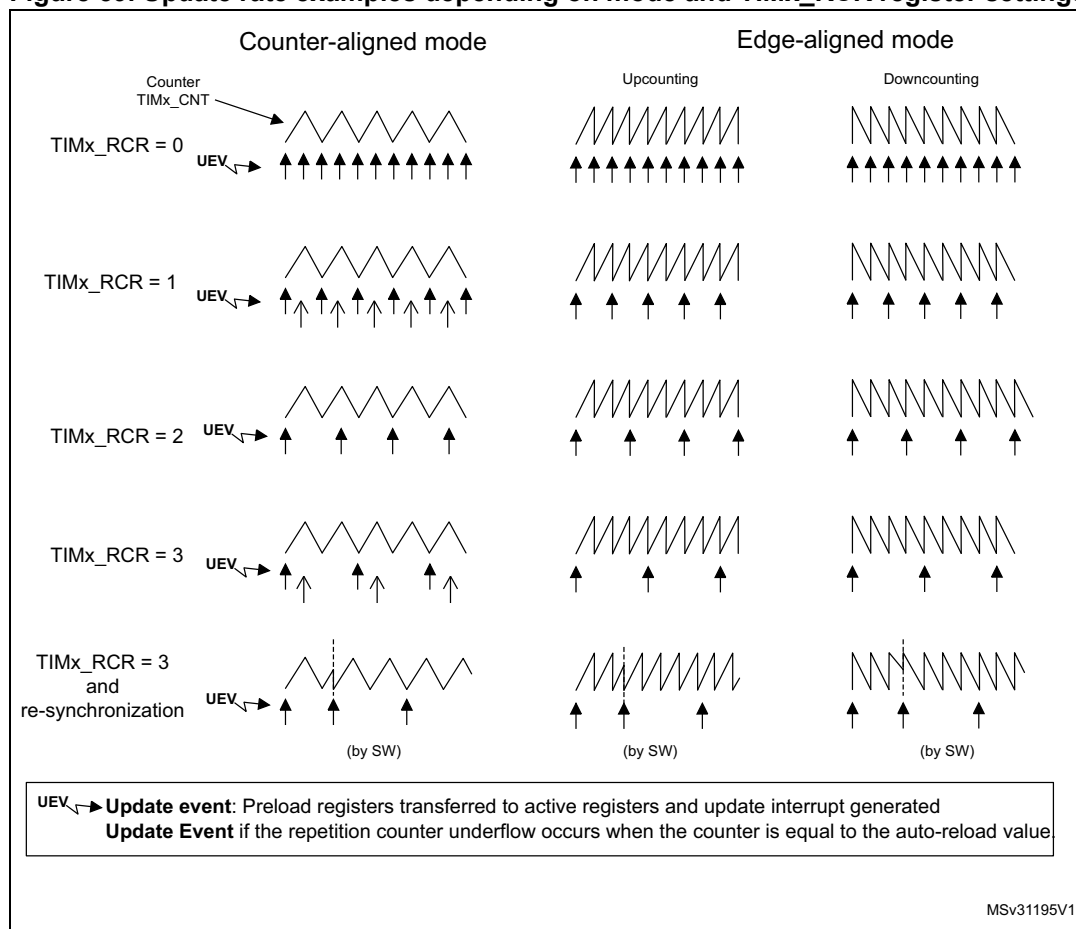 Counter-aligned mode
Edge-aligned mode
Counter
TIMx_CNT
Upcounting
Downcounting
TIMx_RCR = 0
UEV
TIMx_RCR = 1
UEV
TIMx_RCR = 2
UEV
TIMx_RCR = 3
UEV
TIMx_RCR = 3
and
re-synchronization
UEV
(by SW)
(by SW)
(by SW)
UEV Update event: Preload registers transferred to active registers and update interrupt generated
Update Event if the repetition counter underflow occurs when the counter is equal to the auto-reload value.
MSv31195V1